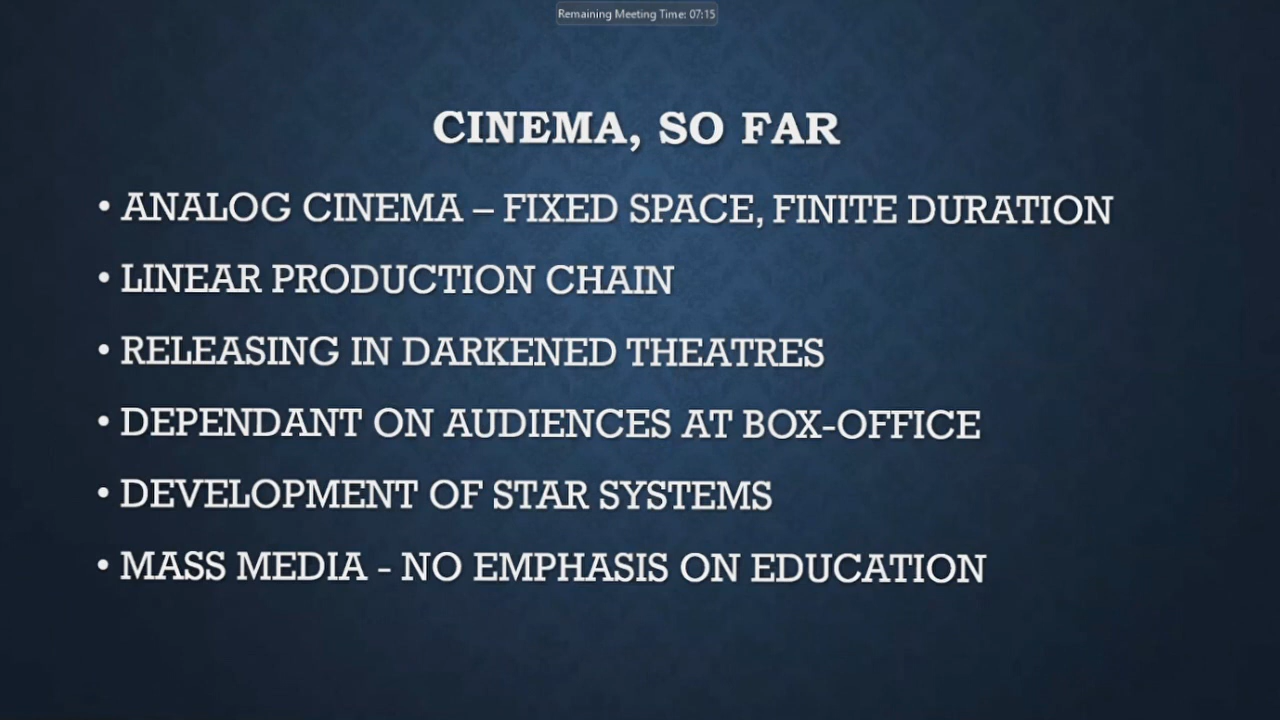 Remaining Meeting Time: 07:15
CINEMA, SO FAR
• ANALOG CINEMA – FIXED SPACE, FINITE DURATION
• LINEAR PRODUCTION CHAIN
• RELEASING IN DARKENED THEATRES
• DEPENDANT ON AUDIENCES AT BOX-OFFICE
• DEVELOPMENT OF STAR SYSTEMS
• MASS MEDIA - NO EMPHASIS ON EDUCATION